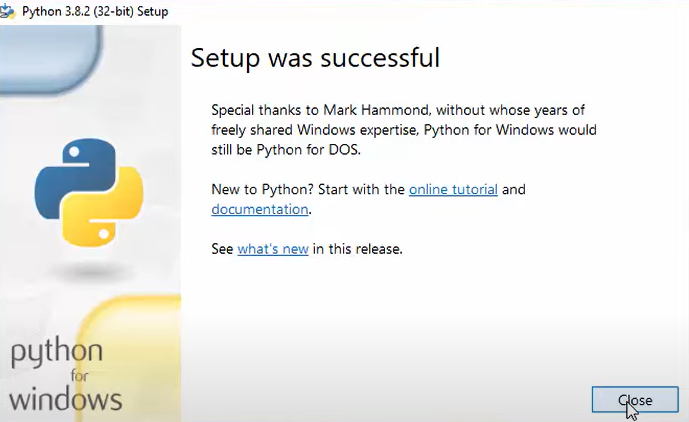 Python 3.8.2 (32-bit) Setup
Setup was successful
Special thanks to Mark Hammond, without whose years of
freely shared Windows expertise, Python for Windows would
still be Python for DOS.
New to Python? Start with the online tutorial and
documentation.
See what's new in this release.
python
for
windows
Close